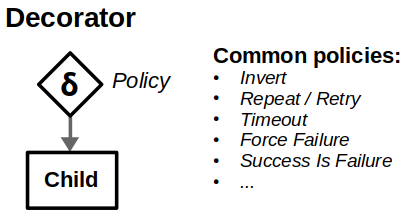 Decorator
δ
Policy
Child
Common policies:
• Invert
• Repeat / Retry
• Timeout
• Force Failure
• Success Is Failure
• ...